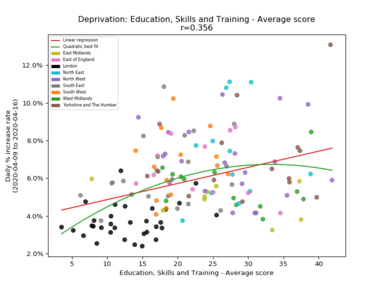 Deprivation: Education, Skills and Training - Average score
r=0.356
Daily % increase rate
(2020-04-09 to 2020-04-16)
12.0%
10.0%
8.0%
6.0%
4.0%
2.0%
Linear regression
Quadratic best fit
East Midlands
East of England
London
North East
North West
South East
South West
West Midlands
Yorkshire and The Humber
5 10 15 20 25 30 35 40
Education, Skills and Training - Average score